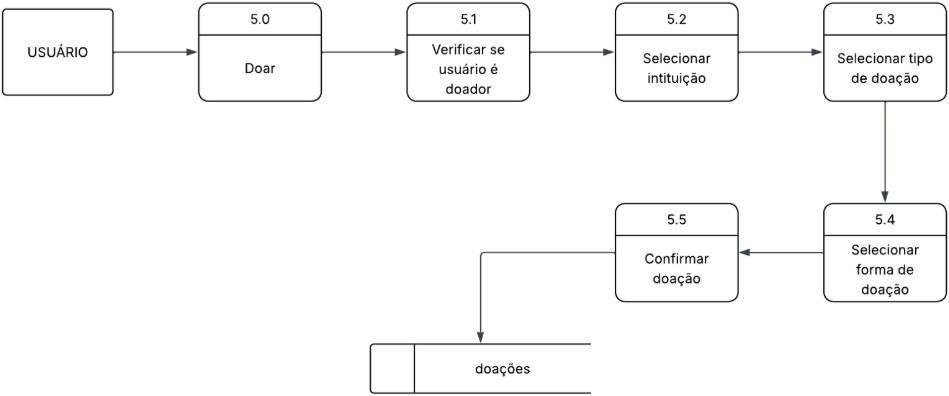 USUÁRIO
5.0
Doar
5.1
Verificar se
usuário é
doador
5.2
Selecionar
intituição
5.3
Selecionar tipo
de doação
5.4
Selecionar
forma de
doação
5.5
Confirmar
doação
doações